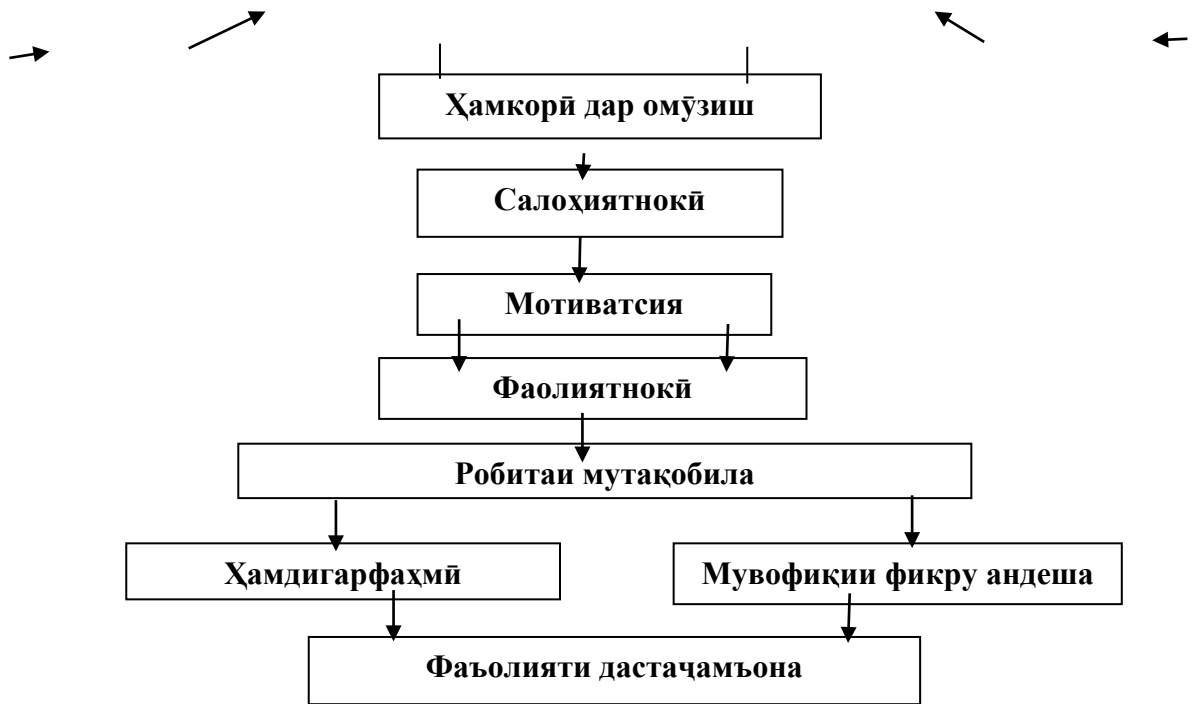 Ҳамкорӣ дар омӯзиш
Салоҳиятнокӣ
Мотиватсия
Фаолиятнокӣ
Робитаи мутақобила
Ҳамдигарфаҳмӣ
Мувофиқии фикру андеша
Фаъолияти дастаҷамъона